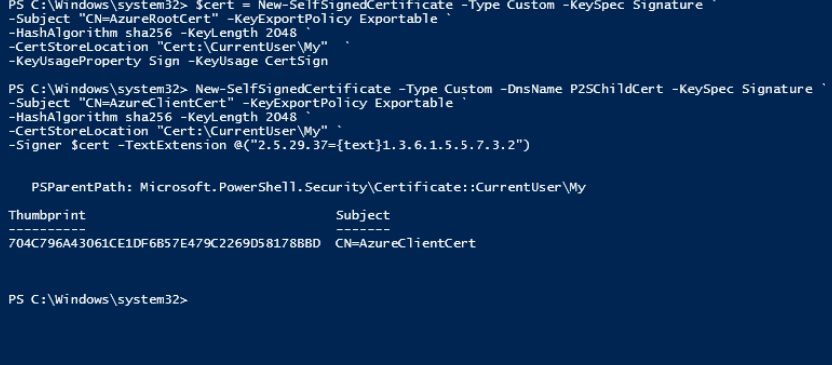 PS C:\Windows\system32> $cert = New-SelfSignedCertificate -Type Custom -KeySpec Signature `
-Subject "CN=AzureRootCert" -KeyExportPolicy Exportable `
-HashAlgorithm sha256 -KeyLength 2048 `
-CertStoreLocation "Cert:\CurrentUser\My"  `
-KeyUsageProperty Sign -KeyUsage CertSign
PS C:\Windows\system32> New-SelfSignedCertificate -Type Custom -DnsName P2SChildCert -KeySpec Signature `
-Subject "CN=AzureClientCert" -KeyExportPolicy Exportable `
-HashAlgorithm sha256 -KeyLength 2048 `
-CertStoreLocation "Cert:\CurrentUser\My" `
-Signer $cert -TextExtension @("2.5.29.37={text}1.3.6.1.5.5.7.3.2")
PSParentPath: Microsoft.PowerShell.Security\Certificate::CurrentUser\My
Thumbprint Subject
---------- -------
704C796A43061CE1DF6B57E479C2269D58178BBD CN=AzureClientCert
PS C:\Windows\system32>